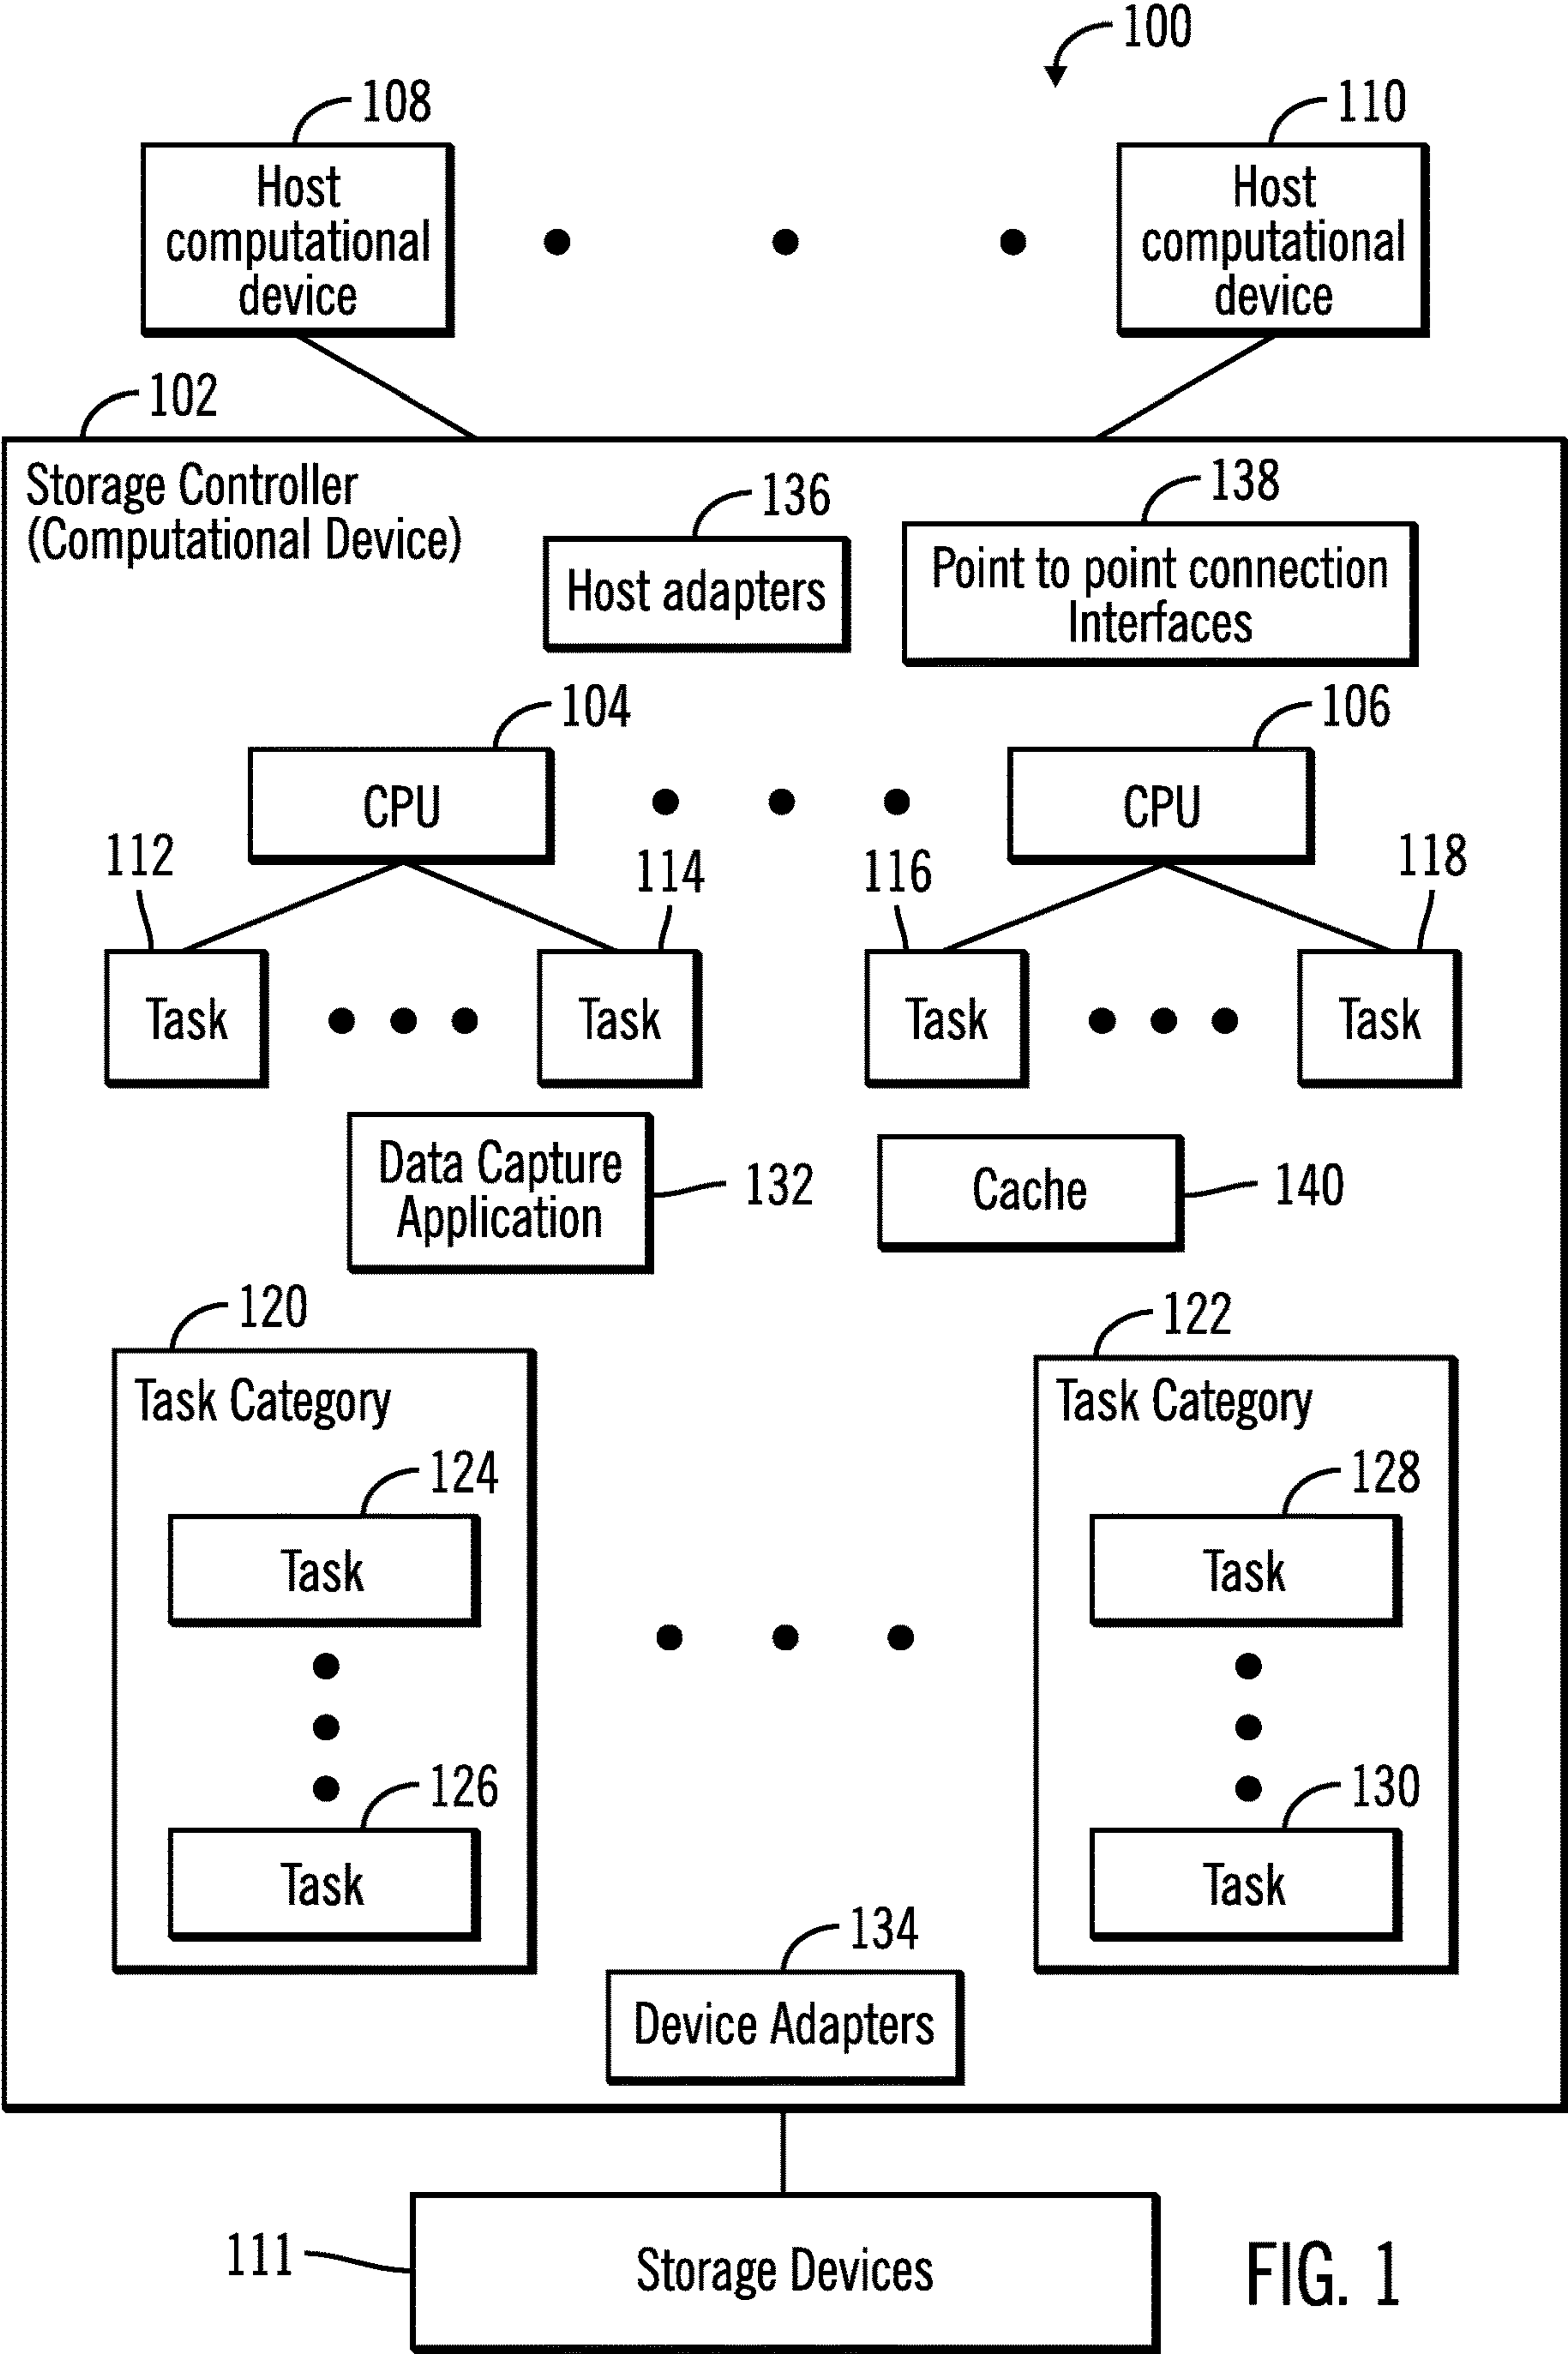 100
108
110
Host
computational
device
Host
computational
device
102
Storage Controller
(Computational Device)
136
138
Host adapters
Point to point connection
Interfaces
104
106
CPU
CPU
112
114
116
118
Task
Task
Task
Task
Data Capture
Application
132
Cache
140
120
122
Task Category
Task Category
124
128
Task
Task
126
130
Task
Task
134
Device Adapters
111
Storage Devices
FIG. 1